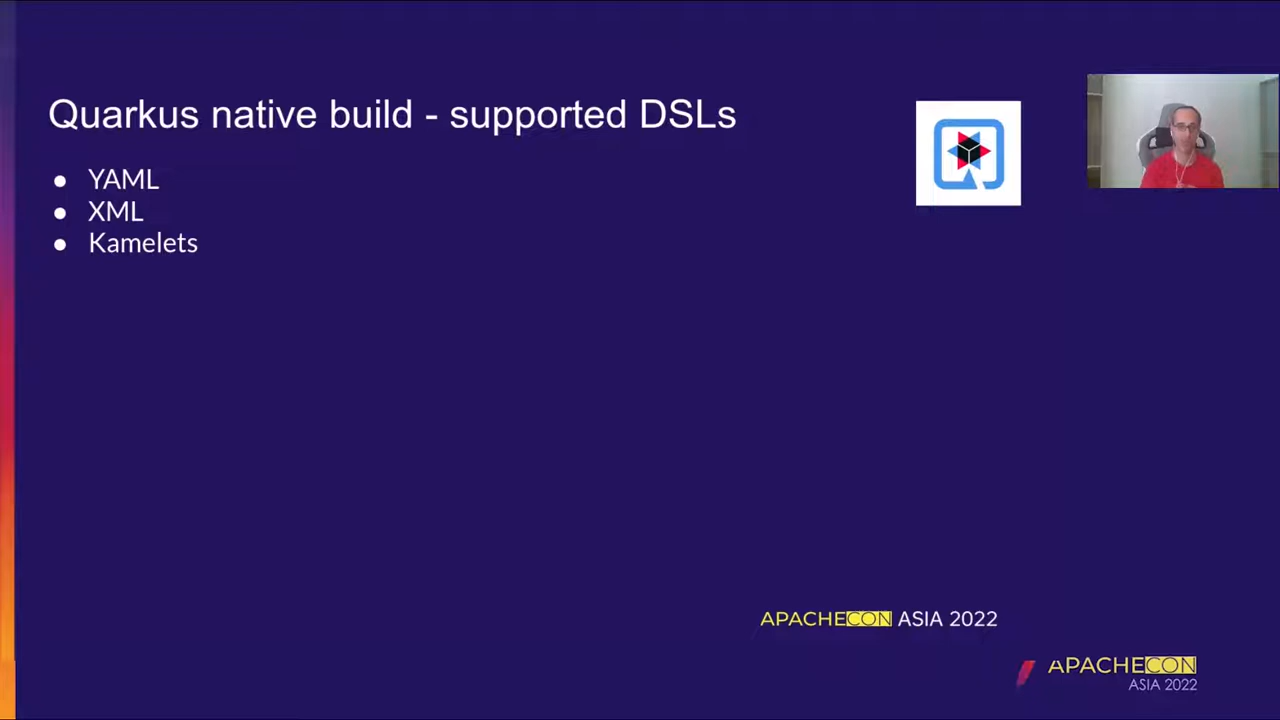 Quarkus native build - supported DSLs
● YAML
● XML
● Kamelets
APACHECON ASIA 2022
APACHECON
ASIA 2022